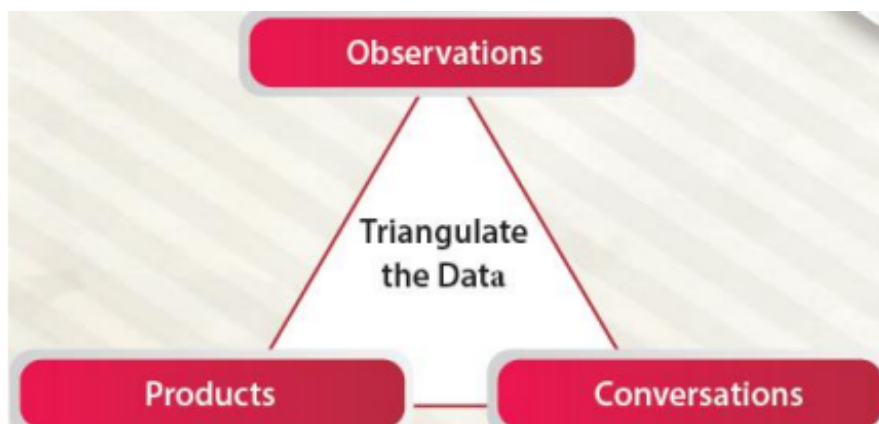 Observations
Triangulate
the Data
Products
Conversations